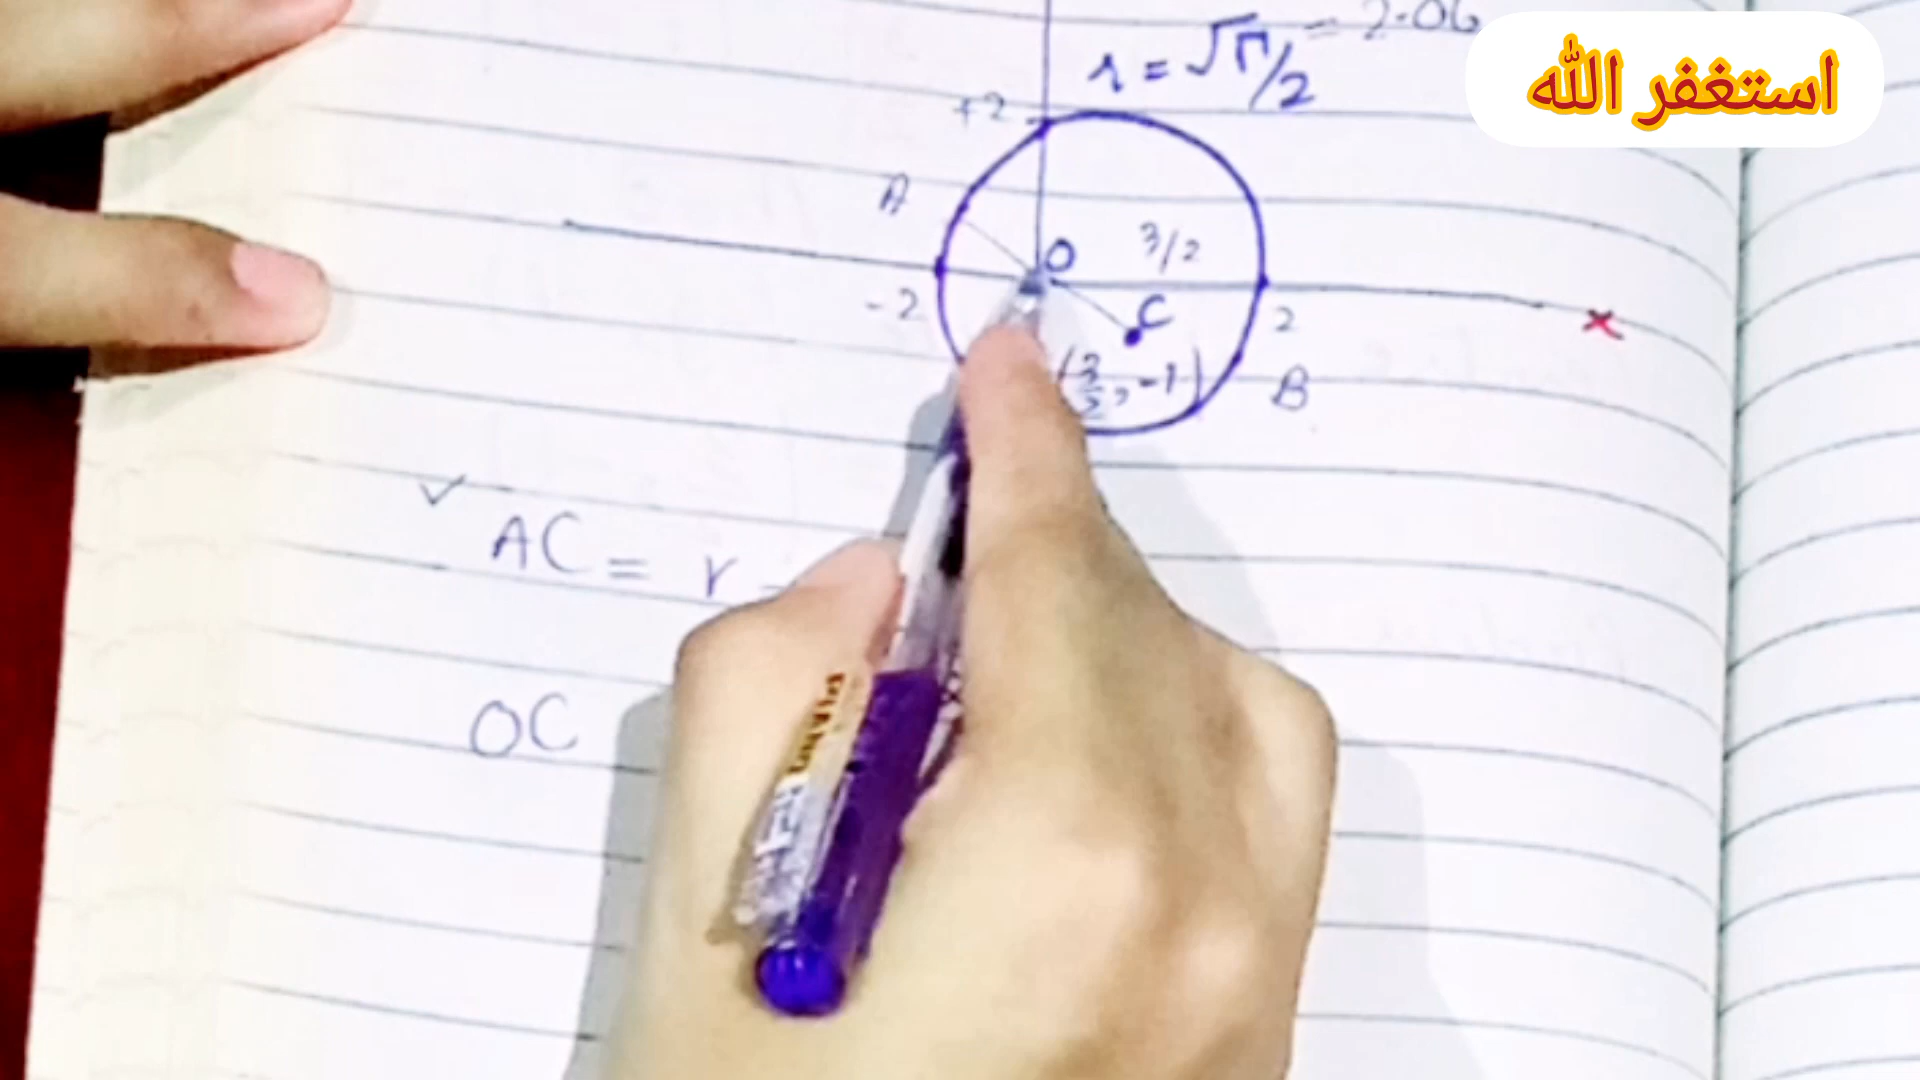 = 2.06
r = √17/2
استغفر الله
+2
A
O
3/2
C
-2
2
(3/2, -1)
B
✓ AC = r
OC
x